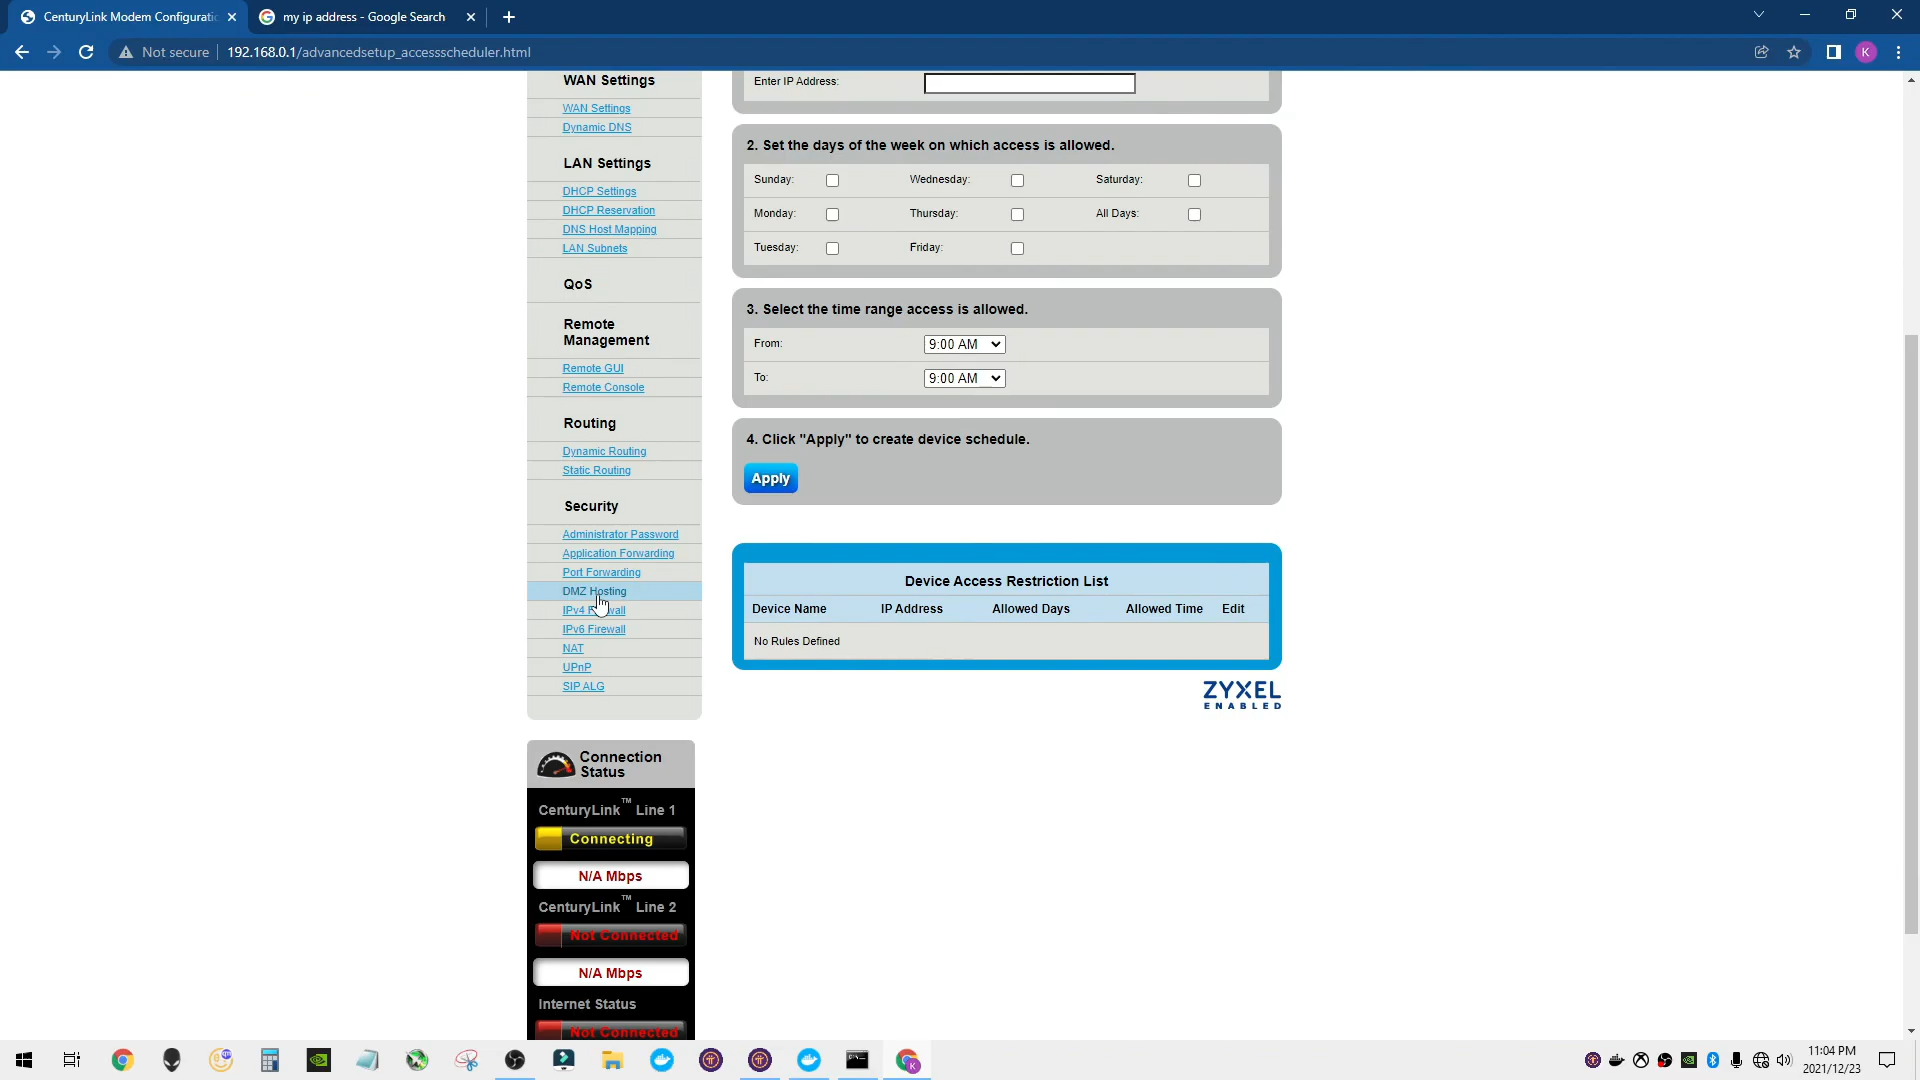 CenturyLink Modem Configuratio
my ip address - Google Search
Not secure
192.168.0.1/advancedsetup_accessscheduler.html
K
WAN Settings
WAN Settings
Dynamic DNS
LAN Settings
DHCP Settings
DHCP Reservation
DNS Host Mapping
LAN Subnets
QoS
Remote
Management
Remote GUI
Remote Console
Routing
Dynamic Routing
Static Routing
Security
Administrator Password
Application Forwarding
Port Forwarding
DMZ Hosting
IPv4
IPv6 Firewall
NAT
UPnP
SIP ALG
Enter IP Address:
2. Set the days of the week on which access is allowed.
Sunday: Wednesday: Saturday:
Monday: Thursday: All Days:
Tuesday: Friday:
3. Select the time range access is allowed.
From: 9:00 AM
To: 9:00 AM
4. Click "Apply" to create device schedule.
Apply
Device Access Restriction List
Device Name IP Address Allowed Days Allowed Time Edit
No Rules Defined
ZYXEL
ENABLED
Connection
Status
CenturyLink™ Line 1
Connecting
N/A Mbps
CenturyLink™ Line 2
Not Connected
N/A Mbps
Internet Status
Not Connected
11:04 PM
2021/12/23